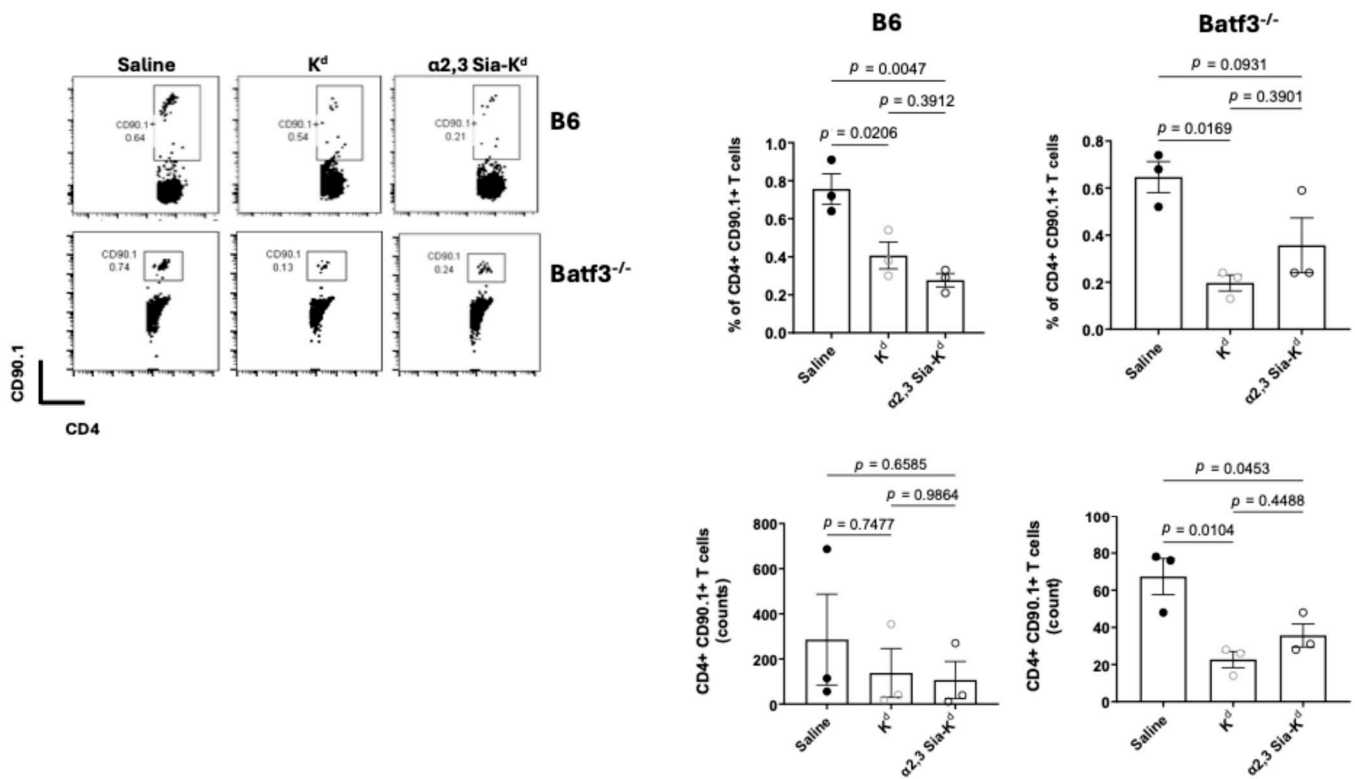 Saline Kᵈ α2,3 Sia-Kᵈ
CD90.1+
0.64
CD90.1+
0.54
CD90.1+
0.21
B6
CD90.1
0.74
CD90.1
0.13
CD90.1
0.24
Batf3⁻/⁻
CD90.1
CD4
B6
p = 0.0047
p = 0.3912
p = 0.0206
% of CD4+ CD90.1+ T cells
1.0
0.8
0.6
0.4
0.2
0.0
Saline
Kᵈ
α2,3 Sia-Kᵈ
Batf3⁻/⁻
p = 0.0931
p = 0.3901
p = 0.0169
% of CD4+ CD90.1+ T cells
0.8
0.6
0.4
0.2
0.0
Saline
Kᵈ
α2,3 Sia-Kᵈ
p = 0.6585
p = 0.9864
p = 0.7477
CD4+ CD90.1+ T cells
(counts)
800
600
400
200
0
Saline
Kᵈ
α2,3 Sia-Kᵈ
p = 0.0453
p = 0.4488
p = 0.0104
CD4+ CD90.1+ T cells
(count)
100
80
60
40
20
0
Saline
Kᵈ
α2,3 Sia-Kᵈ